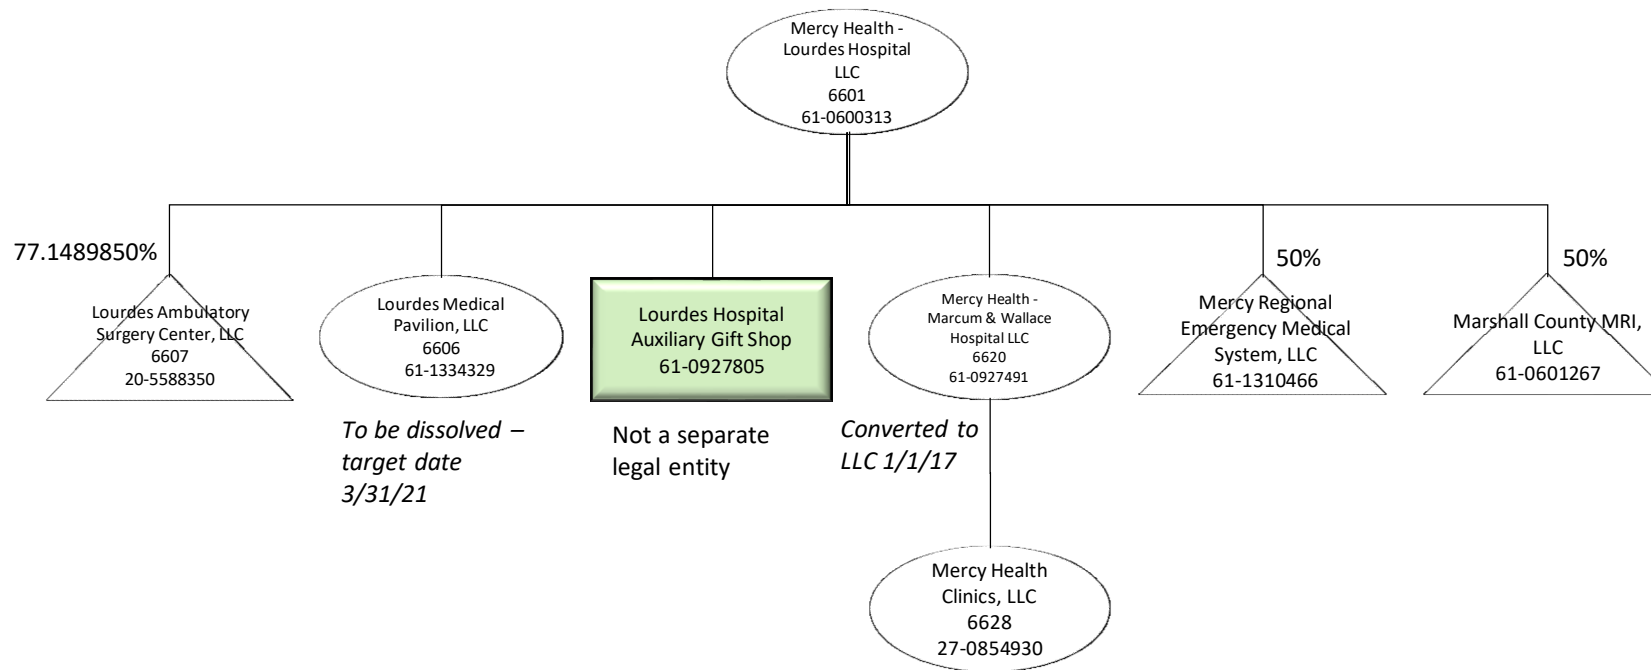 Mercy Health -
Lourdes Hospital
LLC
6601
61-0600313
77.1489850%
Lourdes Ambulatory
Surgery Center, LLC
6607
20-5588350
Lourdes Medical
Pavilion, LLC
6606
61-1334329
To be dissolved –
target date
3/31/21
Lourdes Hospital
Auxiliary Gift Shop
61-0927805
Not a separate
legal entity
Mercy Health -
Marcum & Wallace
Hospital LLC
6620
61-0927491
Converted to
LLC 1/1/17
50%
Mercy Regional
Emergency Medical
System, LLC
61-1310466
50%
Marshall County MRI,
LLC
61-0601267
Mercy Health
Clinics, LLC
6628
27-0854930